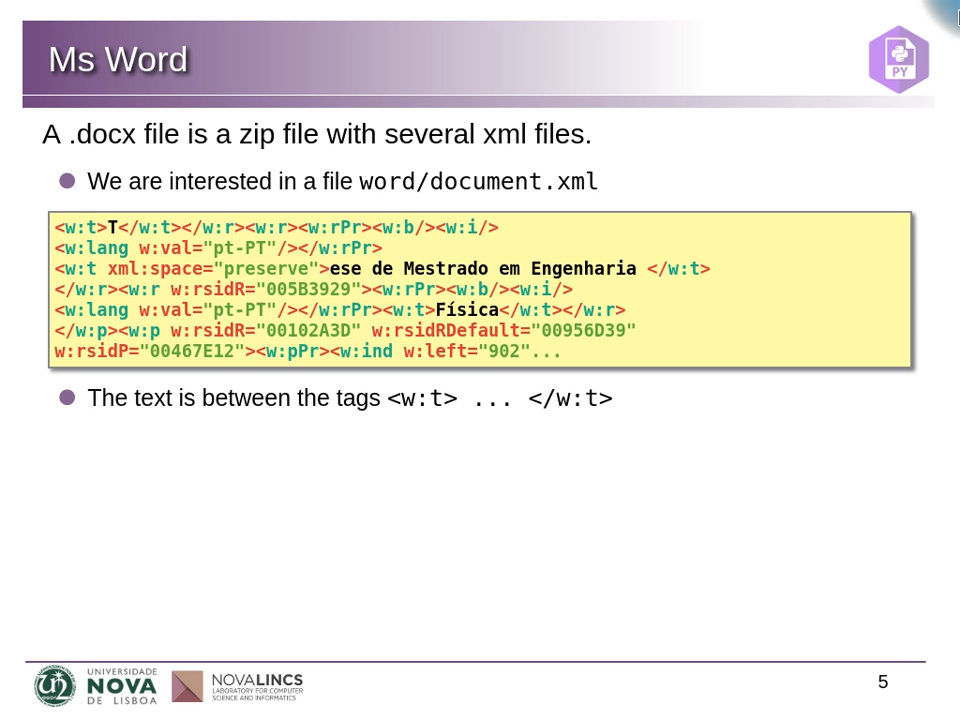 Ms Word
PY
A .docx file is a zip file with several xml files.
We are interested in a file word/document.xml
<w:t>T</w:t></w:r><w:r><w:rPr><w:b/><w:i/>
<w:lang w:val="pt-PT"/></w:rPr>
<w:t xml:space="preserve">ese de Mestrado em Engenharia </w:t>
</w:r><w:r w:rsidR="005B3929"><w:rPr><w:b/><w:i/>
<w:lang w:val="pt-PT"/></w:rPr><w:t>Física</w:t></w:r>
</w:p><w:p w:rsidR="00102A3D" w:rsidRDefault="00956D39"
w:rsidP="00467E12"><w:pPr><w:ind w:left="902"...
The text is between the tags <w:t> ... </w:t>
UNIVERSIDADE
NOVA
DE LISBOA
NOVALINCS
LABORATORY FOR COMPUTER
SCIENCE AND INFORMATICS
5